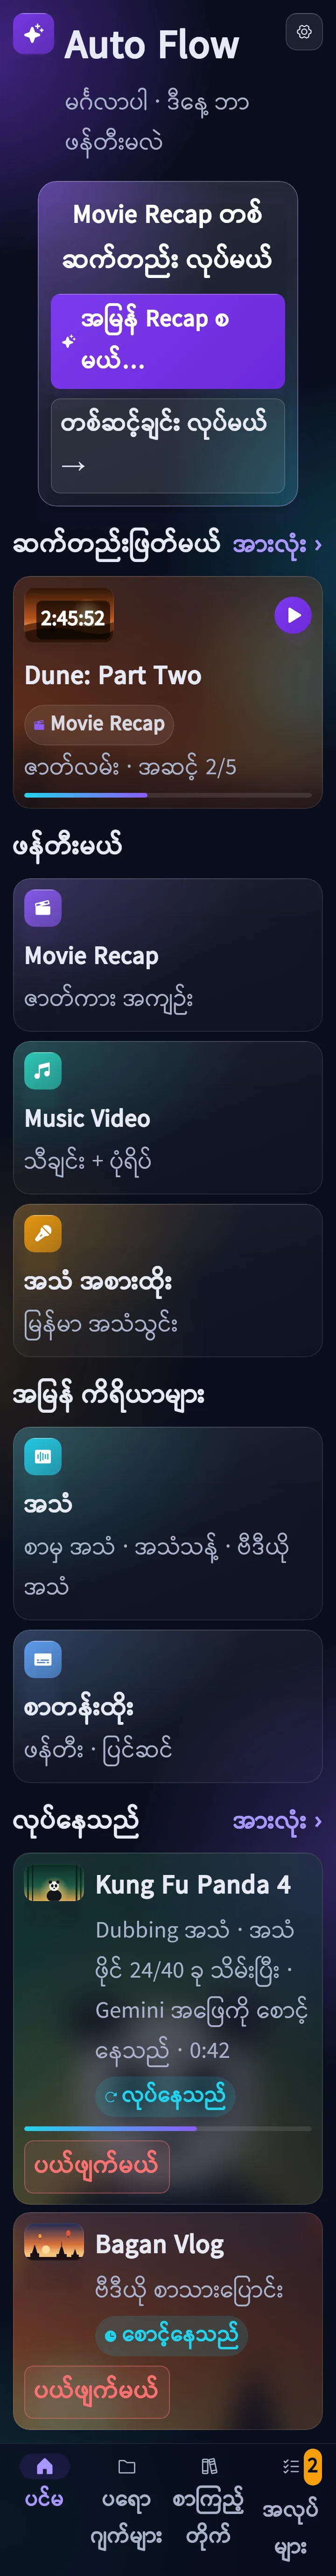 Auto Flow
မင်္ဂလာပါ · ဒီနေ့ ဘာ
ဖန်တီးမလဲ
Movie Recap တစ်
ဆက်တည်း လုပ်မယ်
အမြန် Recap စ
မယ်...
တစ်ဆင့်ချင်း လုပ်မယ်
→
ဆက်တည်းဖြတ်မယ် အားလုံး ›
2:45:52
Dune: Part Two
Movie Recap
ဇာတ်လမ်း · အဆင့် 2/5
ဖန်တီးမယ်
Movie Recap
ဇာတ်ကား အကျဉ်း
Music Video
သီချင်း + ပုံရိပ်
အသံ အစားထိုး
မြန်မာ အသံသွင်း
အမြန် ကိရိယာများ
အသံ
စာမှ အသံ · အသံသန့် · ဗီဒီယို
အသံ
စာတန်းထိုး
ဖန်တီး · ပြင်ဆင်
လုပ်နေသည် အားလုံး ›
Kung Fu Panda 4
Dubbing အသံ · အသံ
ဖိုင် 24/40 ခု သိမ်းပြီး ·
Gemini အဖြေကို စောင့်
နေသည် · 0:42
လုပ်နေသည်
ပယ်ဖျက်မယ်
Bagan Vlog
ဗီဒီယို စာသားပြောင်း
စောင့်နေသည်
ပယ်ဖျက်မယ်
2
ပင်မ
ပရော
ဂျက်များ
စာကြည့်
တိုက်
အလုပ်
များ